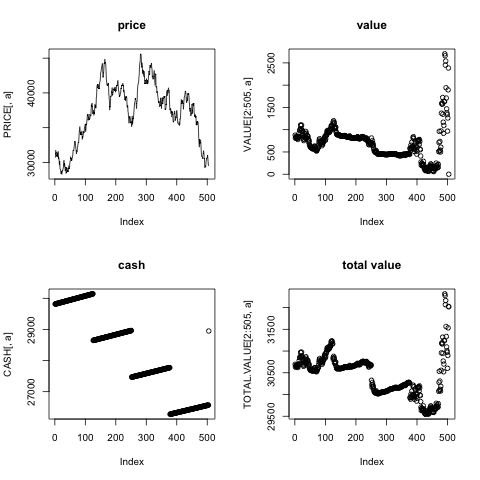 price
PRICE[, a]
30000 40000
0 100 200 300 400 500
Index
value
VALUE[2:505, a]
0 500 1500 2500
0 100 200 300 400 500
Index
cash
CASH[, a]
27000 29000
0 100 200 300 400 500
Index
total value
TOTAL.VALUE[2:505, a]
29500 30500 31500
0 100 200 300 400 500
Index